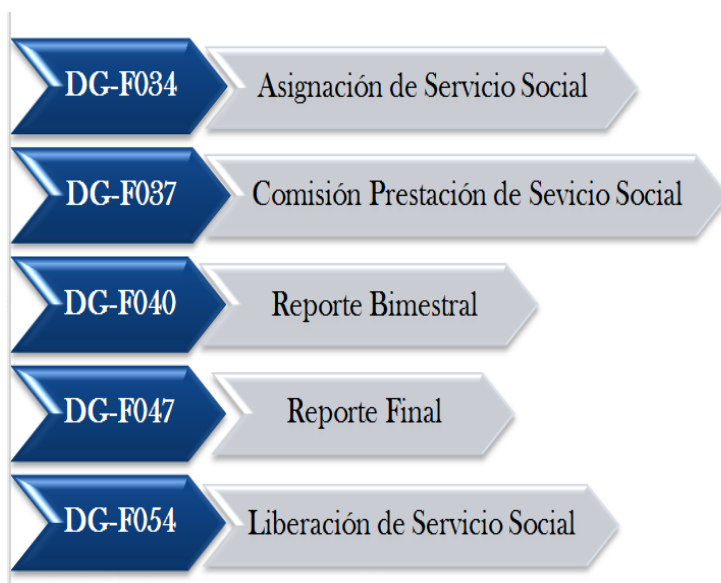 DG-F034 Asignación de Servicio Social
DG-F037 Comisión Prestación de Sevicio Social
DG-F040 Reporte Bimestral
DG-F047 Reporte Final
DG-F054 Liberación de Servicio Social